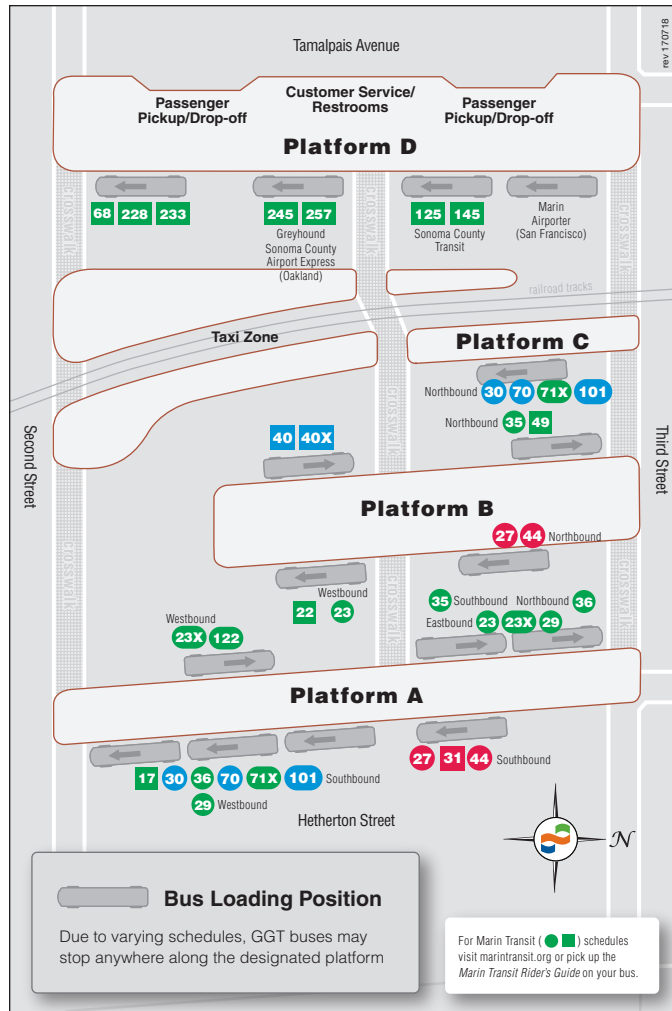 rev 170718
Tamalpais Avenue
Passenger
Pickup/Drop-off
Customer Service/
Restrooms
Passenger
Pickup/Drop-off
Platform D
crosswalk
crosswalk
crosswalk
68 228 233
245 257
Greyhound
Sonoma County
Airport Express
(Oakland)
125 145
Sonoma County
Transit
Marin
Airporter
(San Francisco)
railroad tracks
Taxi Zone
Platform C
Northbound 30 70 71X 101
Northbound 35 49
40 40X
Second Street
Third Street
crosswalk
crosswalk
Platform B
27 44 Northbound
crosswalk
crosswalk
Westbound
22 23
35 Southbound Northbound 36
Eastbound 23 23X 29
Westbound
23X 122
Platform A
17 30 36 70 71X 101 Southbound
29 Westbound
27 31 44 Southbound
Hetherton Street
N
Bus Loading Position
Due to varying schedules, GGT buses may
stop anywhere along the designated platform
For Marin Transit ( ) schedules
visit marintransit.org or pick up the
Marin Transit Rider's Guide on your bus.